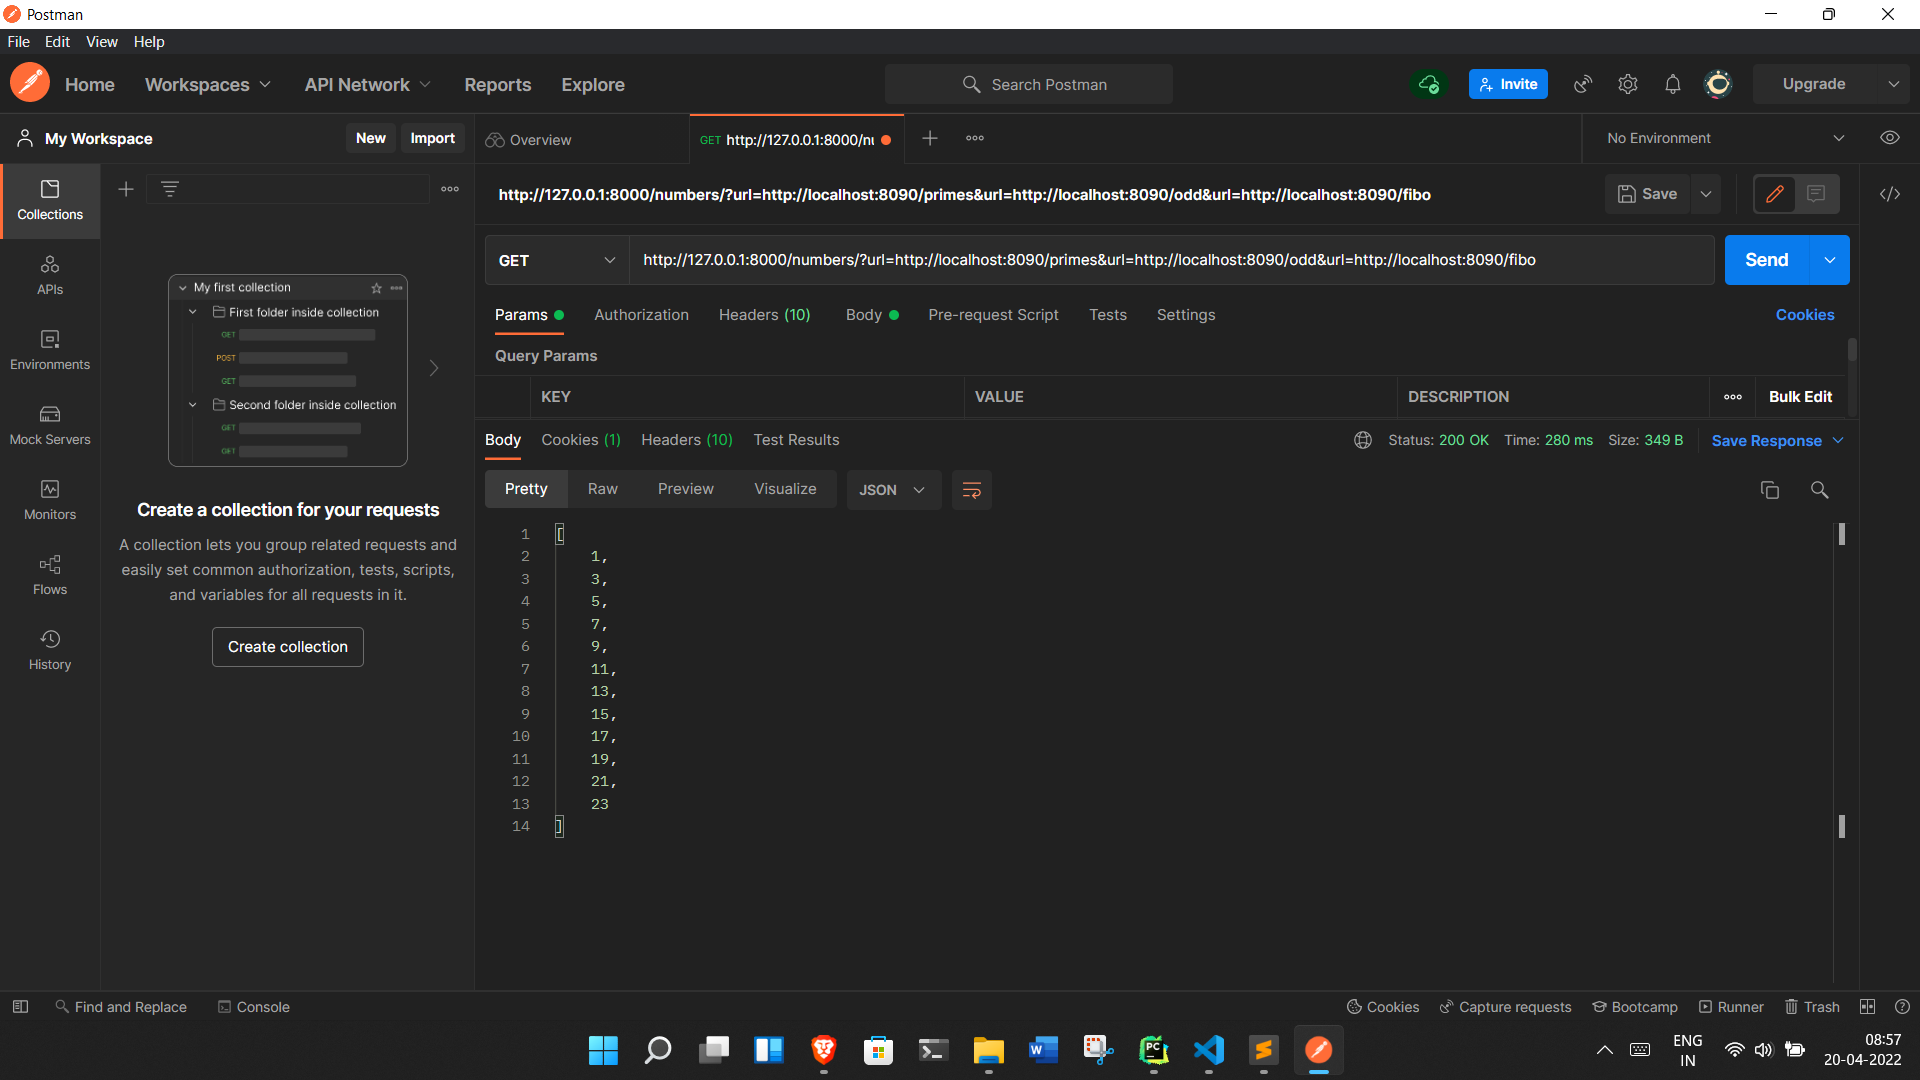 Postman
File Edit View Help
Home Workspaces API Network Reports Explore Search Postman Invite Upgrade
My Workspace New Import Overview GET http://127.0.0.1:8000/nu No Environment
http://127.0.0.1:8000/numbers/?url=http://localhost:8090/primes&url=http://localhost:8090/odd&url=http://localhost:8090/fibo Save
GET http://127.0.0.1:8000/numbers/?url=http://localhost:8090/primes&url=http://localhost:8090/odd&url=http://localhost:8090/fibo Send
Params Authorization Headers (10) Body Pre-request Script Tests Settings Cookies
Query Params
KEY VALUE DESCRIPTION Bulk Edit
Body Cookies (1) Headers (10) Test Results Status: 200 OK Time: 280 ms Size: 349 B Save Response
Pretty Raw Preview Visualize JSON
1 [
2 1,
3 3,
4 5,
5 7,
6 9,
7 11,
8 13,
9 15,
10 17,
11 19,
12 21,
13 23
14 ]
Collections
APIs
Environments
Mock Servers
Monitors
Flows
History
My first collection
First folder inside collection
GET
POST
GET
Second folder inside collection
GET
GET
Create a collection for your requests
A collection lets you group related requests and
easily set common authorization, tests, scripts,
and variables for all requests in it.
Create collection
Find and Replace Console Cookies Capture requests Bootcamp Runner Trash
W PC
ENG
IN
08:57
20-04-2022